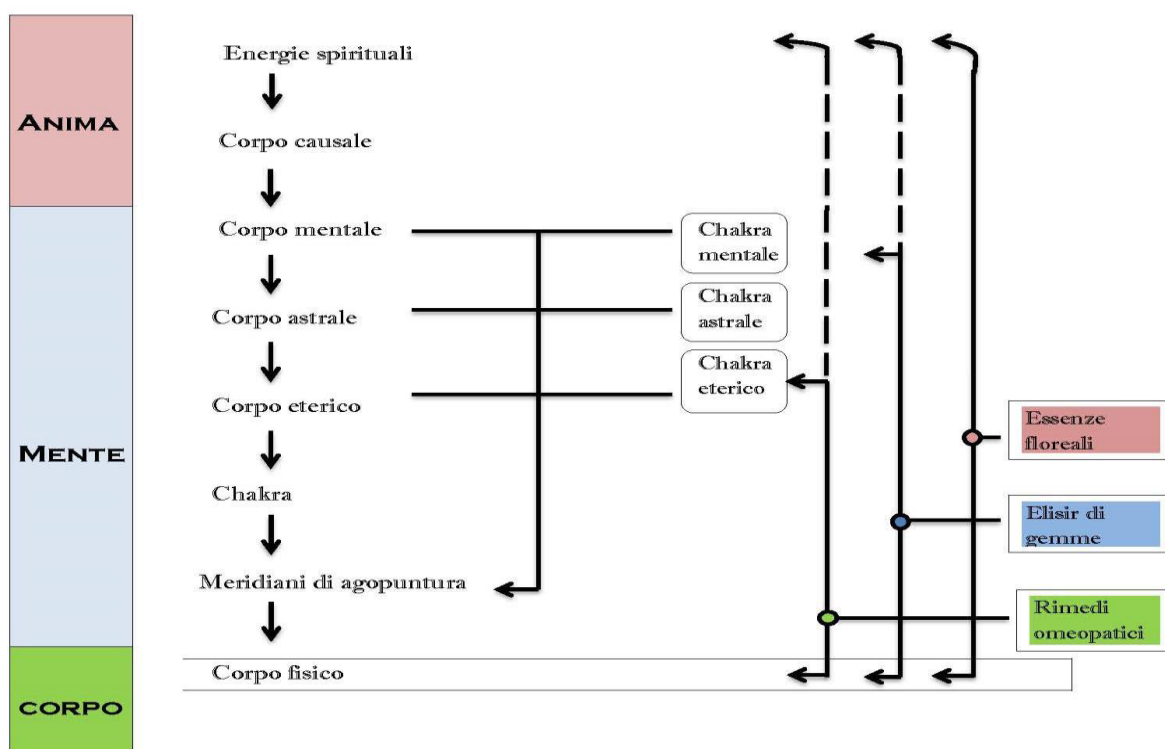 ANIMA
MENTE
CORPO
Energie spirituali
Corpo causale
Corpo mentale
Corpo astrale
Corpo eterico
Chakra
Meridiani di agopuntura
Corpo fisico
Chakra
mentale
Chakra
astrale
Chakra
eterico
Essenze
floreali
Elisir di
gemme
Rimedi
omeopatici